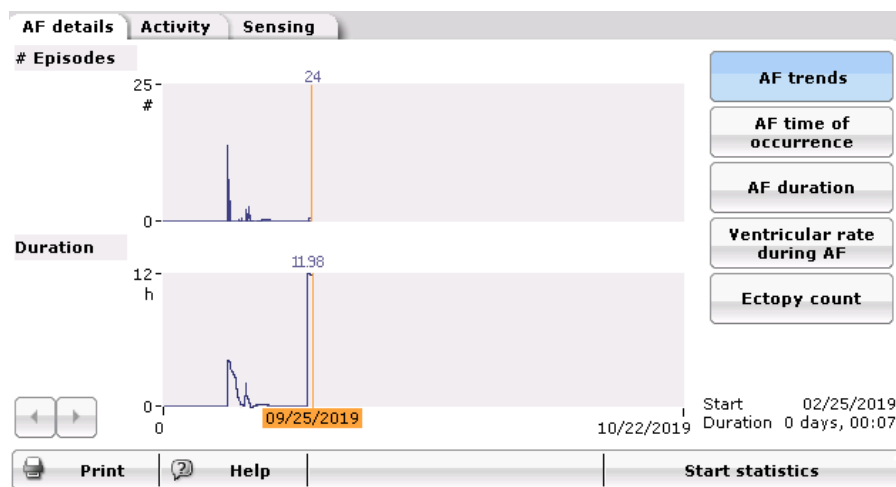 AF details Activity Sensing
# Episodes
24
25
#
0
Duration
11.98
12
h
0
0
09/25/2019
10/22/2019
AF trends
AF time of
occurrence
AF duration
Ventricular rate
during AF
Ectopy count
Start 02/25/2019
Duration 0 days, 00:07
Print Help Start statistics